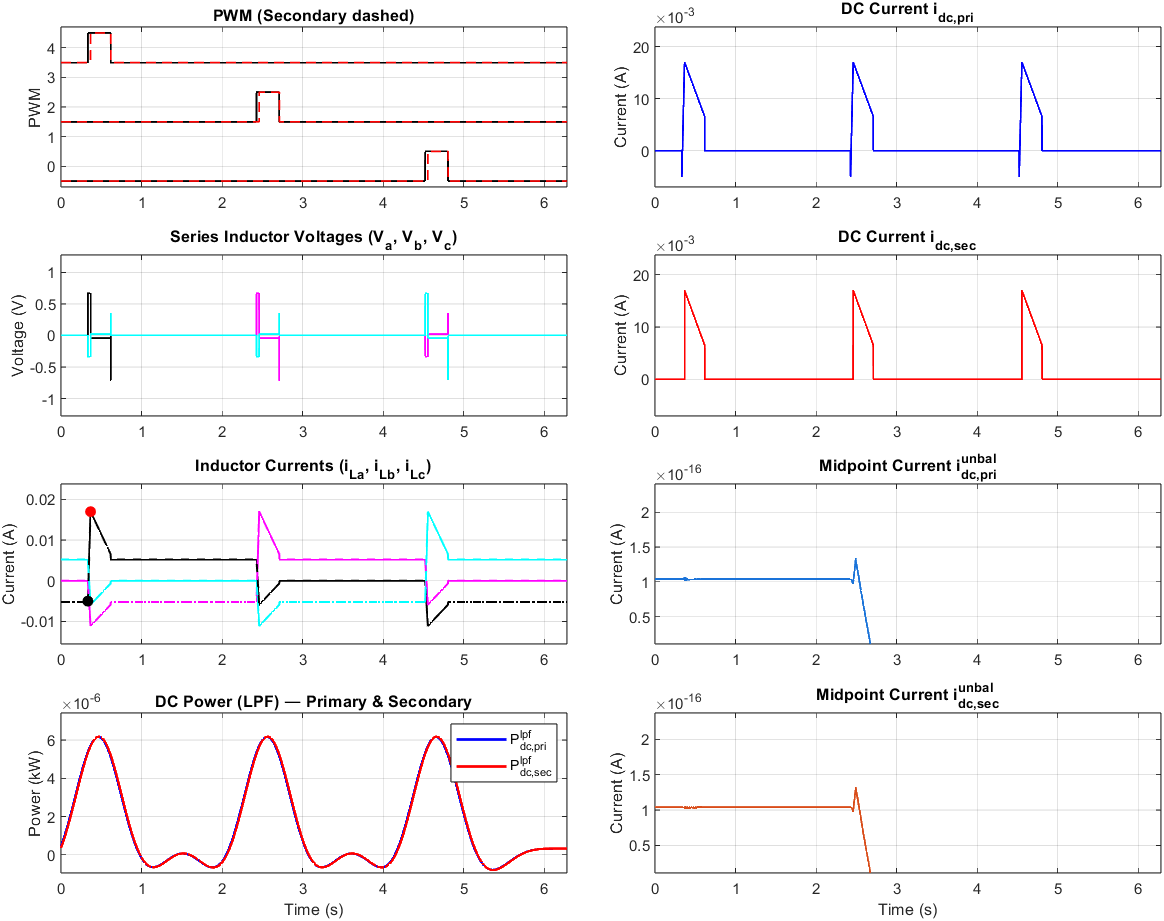 PWM (Secondary dashed)
PWM
4
3
2
1
0
0 1 2 3 4 5 6
DC Current i_dc,pri
×10^-3
Current (A)
20
10
0
0 1 2 3 4 5 6
Series Inductor Voltages (V_a, V_b, V_c)
Voltage (V)
1
0.5
0
-0.5
-1
0 1 2 3 4 5 6
DC Current i_dc,sec
×10^-3
Current (A)
20
10
0
0 1 2 3 4 5 6
Inductor Currents (i_La, i_Lb, i_Lc)
Current (A)
0.02
0.01
0
-0.01
0 1 2 3 4 5 6
Midpoint Current i^unbal_dc,pri
×10^-16
Current (A)
2
1.5
1
0.5
0 1 2 3 4 5 6
DC Power (LPF) — Primary & Secondary
×10^-6
Power (kW)
6
4
2
0
P^lpf_dc,pri
P^lpf_dc,sec
0 1 2 3 4 5 6
Time (s)
Midpoint Current i^unbal_dc,sec
×10^-16
Current (A)
2
1.5
1
0.5
0 1 2 3 4 5 6
Time (s)